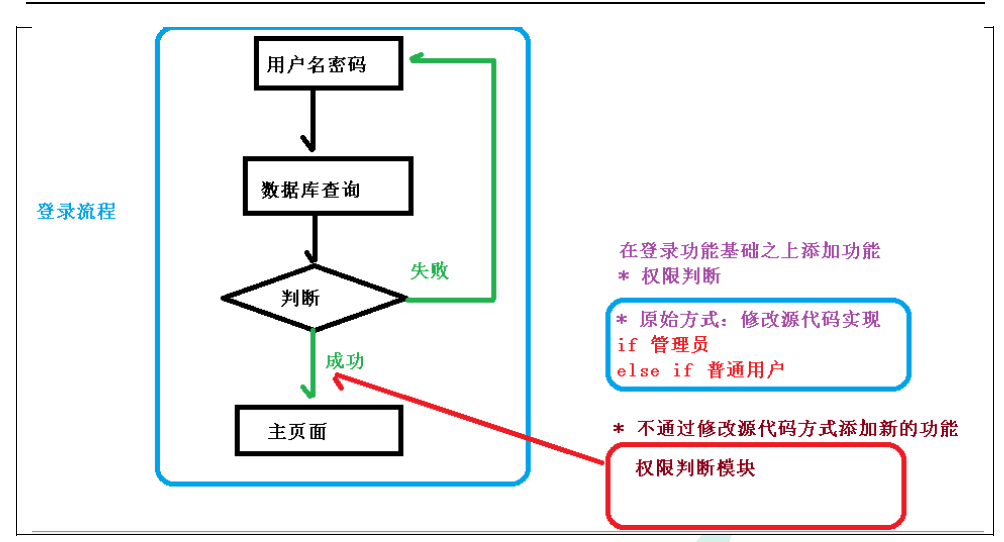 用户名密码
数据库查询
登录流程
判断
失败
成功
主页面
在登录功能基础之上添加功能
* 权限判断
* 原始方式：修改源代码实现
if 管理员
else if 普通用户
* 不通过修改源代码方式添加新的功能
权限判断模块